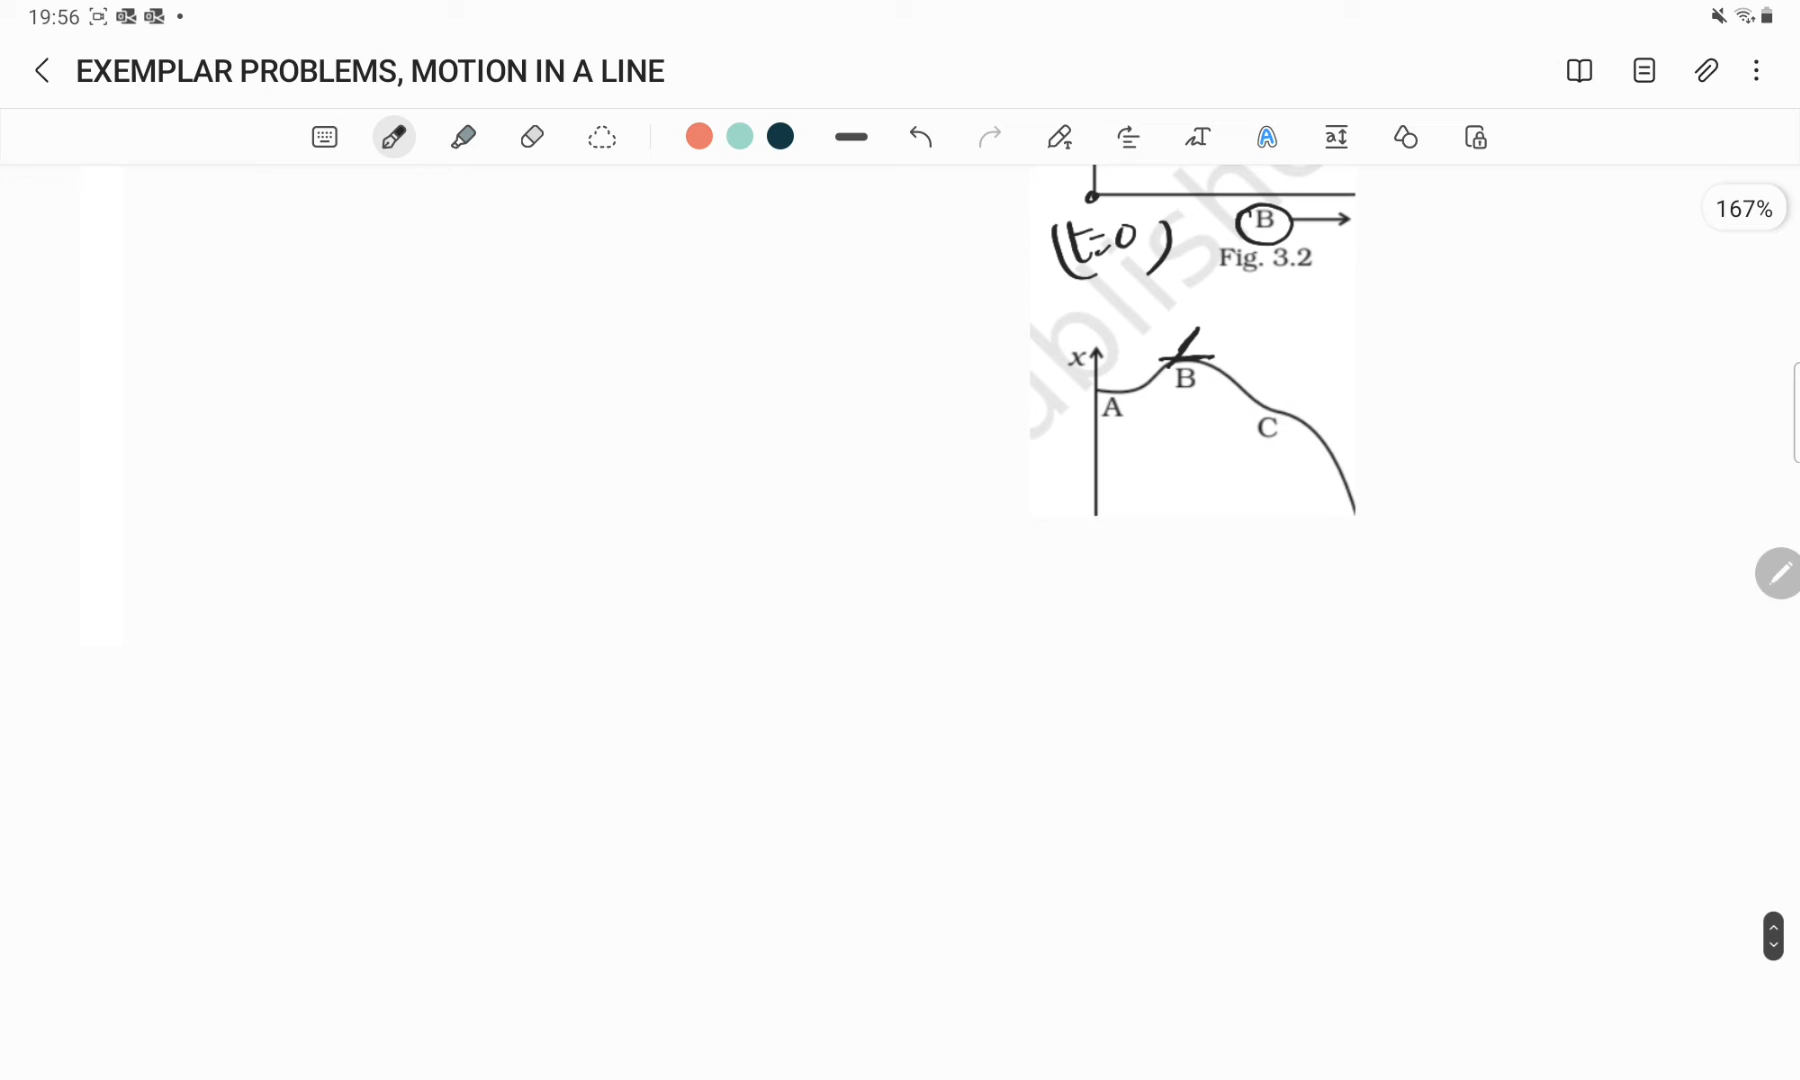 19:56
EXEMPLAR PROBLEMS, MOTION IN A LINE
167%
(t=0) B
Fig. 3.2
x
B
A
C